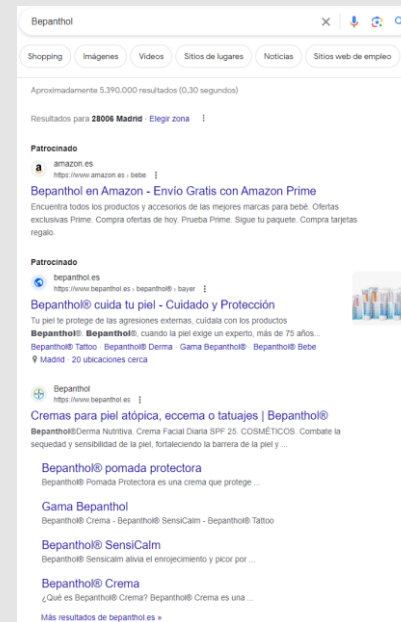 Bepanthol
Shopping Imágenes Vídeos Sitios de lugares Noticias Sitios web de empleo
Aproximadamente 5.390.000 resultados (0,30 segundos)
Resultados para 28006 Madrid · Elegir zona
Patrocinado
amazon.es
https://www.amazon.es › bebe
Bepanthol en Amazon - Envío Gratis con Amazon Prime
Encuentra todos los productos y accesorios de las mejores marcas para bebé. Ofertas
exclusivas Prime. Compra ofertas de hoy. Prueba Prime. Sigue tu paquete. Compra tarjetas
regalo.
Patrocinado
bepanthol.es
https://www.bepanthol.es › bepanthol® › bayer
Bepanthol® cuida tu piel - Cuidado y Protección
Tu piel te protege de las agresiones externas, cuídala con los productos
Bepanthol®. Bepanthol®, cuando la piel exige un experto, más de 75 años...
Bepanthol® Tattoo · Bepanthol® Derma · Gama Bepanthol® · Bepanthol® Bebe
Madrid · 20 ubicaciones cerca
Bepanthol
https://www.bepanthol.es
Cremas para piel atópica, eccema o tatuajes | Bepanthol®
Bepanthol®Derma Nutritiva. Crema Facial Diaria SPF 25. COSMÉTICOS. Combate la
sequedad y sensibilidad de la piel, fortaleciendo la barrera de la piel y ...
Bepanthol® pomada protectora
Bepanthol® Pomada Protectora es una crema que protege ...
Gama Bepanthol
Bepanthol® Crema - Bepanthol® SensiCalm - Bepanthol® Tattoo
Bepanthol® SensiCalm
Bepanthol® Sensicalm alivia el enrojecimiento y picor por ...
Bepanthol® Crema
¿Qué es Bepanthol® Crema? Bepanthol® Crema es una ...
Más resultados de bepanthol.es »